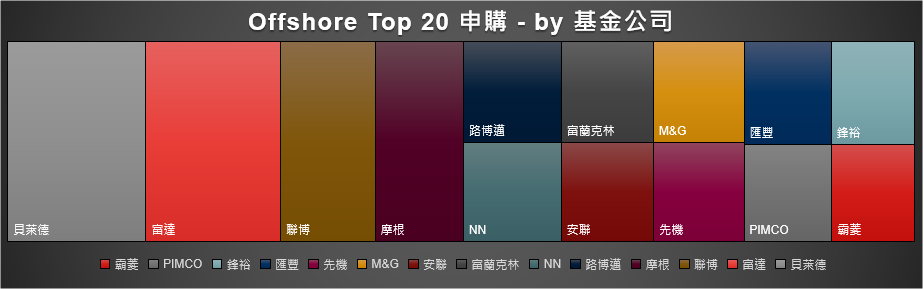 Offshore Top 20 申購 - by 基金公司
路博邁
富蘭克林
M&G
匯豐
鋒裕
貝萊德
富達
聯博
摩根
NN
安聯
先機
PIMCO
霸菱
霸菱 PIMCO 鋒裕 匯豐 先機 M&G 安聯 富蘭克林 NN 路博邁 摩根 聯博 富達 貝萊德